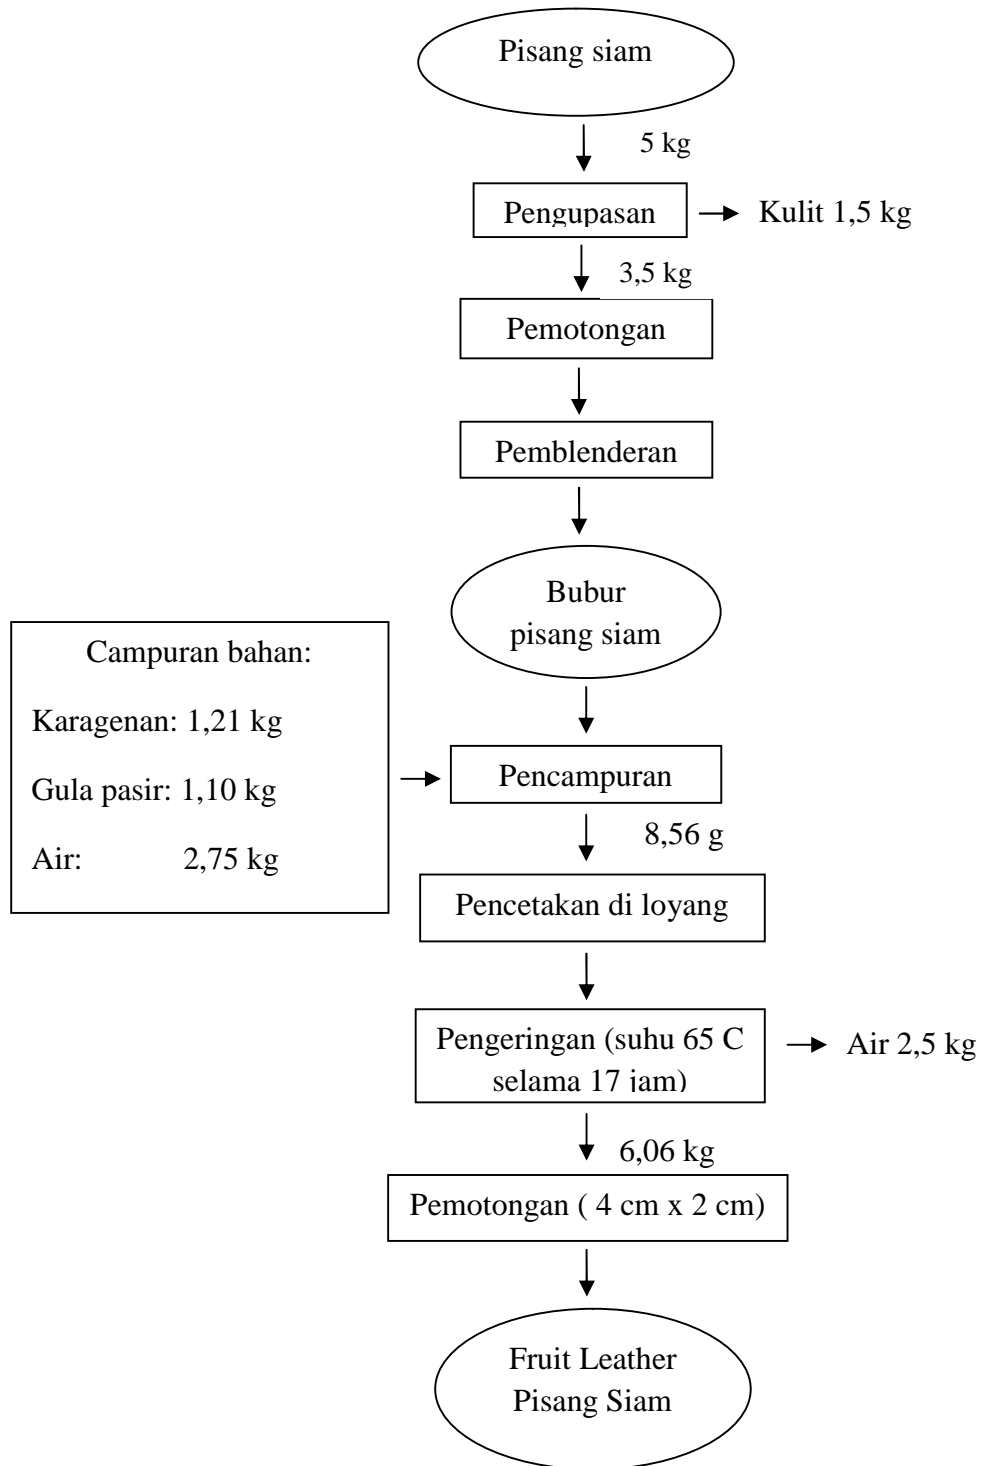 Pisang siam
5 kg
Pengupasan
Kulit 1,5 kg
3,5 kg
Pemotongan
Pemblenderan
Bubur
pisang siam
Campuran bahan:
Karagenan: 1,21 kg
Gula pasir: 1,10 kg
Air: 2,75 kg
Pencampuran
8,56 g
Pencetakan di loyang
Pengeringan (suhu 65 C
selama 17 jam)
Air 2,5 kg
6,06 kg
Pemotongan ( 4 cm x 2 cm)
Fruit Leather
Pisang Siam